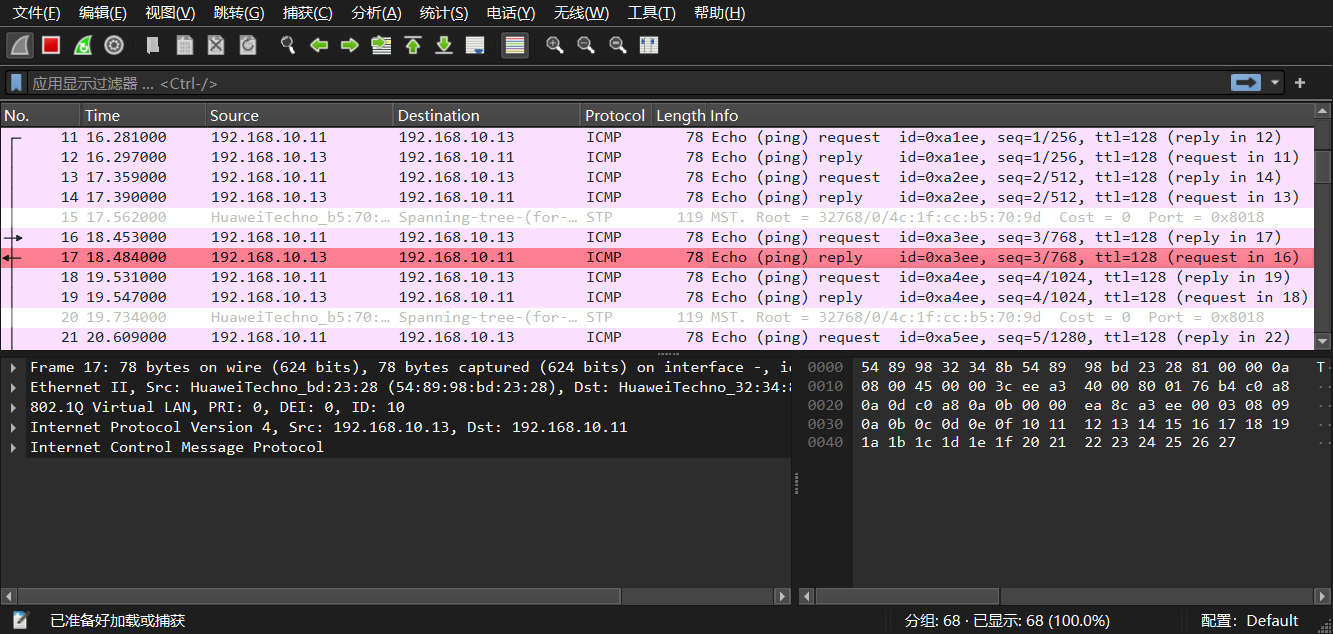 文件(F) 编辑(E) 视图(V) 跳转(G) 捕获(C) 分析(A) 统计(S) 电话(Y) 无线(W) 工具(T) 帮助(H)
应用显示过滤器 … <Ctrl-/>
No. Time Source Destination Protocol Length Info
11 16.281000 192.168.10.11 192.168.10.13 ICMP 78 Echo (ping) request id=0xa1ee, seq=1/256, ttl=128 (reply in 12)
12 16.297000 192.168.10.13 192.168.10.11 ICMP 78 Echo (ping) reply id=0xa1ee, seq=1/256, ttl=128 (request in 11)
13 17.359000 192.168.10.11 192.168.10.13 ICMP 78 Echo (ping) request id=0xa2ee, seq=2/512, ttl=128 (reply in 14)
14 17.390000 192.168.10.13 192.168.10.11 ICMP 78 Echo (ping) reply id=0xa2ee, seq=2/512, ttl=128 (request in 13)
15 17.562000 HuaweiTechno_b5:70:… Spanning-tree-(for-… STP 119 MST. Root = 32768/0/4c:1f:cc:b5:70:9d Cost = 0 Port = 0x8018
16 18.453000 192.168.10.11 192.168.10.13 ICMP 78 Echo (ping) request id=0xa3ee, seq=3/768, ttl=128 (reply in 17)
17 18.484000 192.168.10.13 192.168.10.11 ICMP 78 Echo (ping) reply id=0xa3ee, seq=3/768, ttl=128 (request in 16)
18 19.531000 192.168.10.11 192.168.10.13 ICMP 78 Echo (ping) request id=0xa4ee, seq=4/1024, ttl=128 (reply in 19)
19 19.547000 192.168.10.13 192.168.10.11 ICMP 78 Echo (ping) reply id=0xa4ee, seq=4/1024, ttl=128 (request in 18)
20 19.734000 HuaweiTechno_b5:70:… Spanning-tree-(for-… STP 119 MST. Root = 32768/0/4c:1f:cc:b5:70:9d Cost = 0 Port = 0x8018
21 20.609000 192.168.10.11 192.168.10.13 ICMP 78 Echo (ping) request id=0xa5ee, seq=5/1280, ttl=128 (reply in 22)
Frame 17: 78 bytes on wire (624 bits), 78 bytes captured (624 bits) on interface -,
Ethernet II, Src: HuaweiTechno_bd:23:28 (54:89:98:bd:23:28), Dst: HuaweiTechno_32:34:8
802.1Q Virtual LAN, PRI: 0, DEI: 0, ID: 10
Internet Protocol Version 4, Src: 192.168.10.13, Dst: 192.168.10.11
Internet Control Message Protocol
0000 54 89 98 32 34 8b 54 89 98 bd 23 28 81 00 00 0a T
0010 08 00 45 00 00 3c ee a3 40 00 80 01 76 b4 c0 a8
0020 0a 0d c0 a8 0a 0b 00 00 ea 8c a3 ee 00 03 08 09
0030 0a 0b 0c 0d 0e 0f 10 11 12 13 14 15 16 17 18 19
0040 1a 1b 1c 1d 1e 1f 20 21 22 23 24 25 26 27
已准备好加载或捕获 分组: 68 · 已显示: 68 (100.0%) 配置: Default